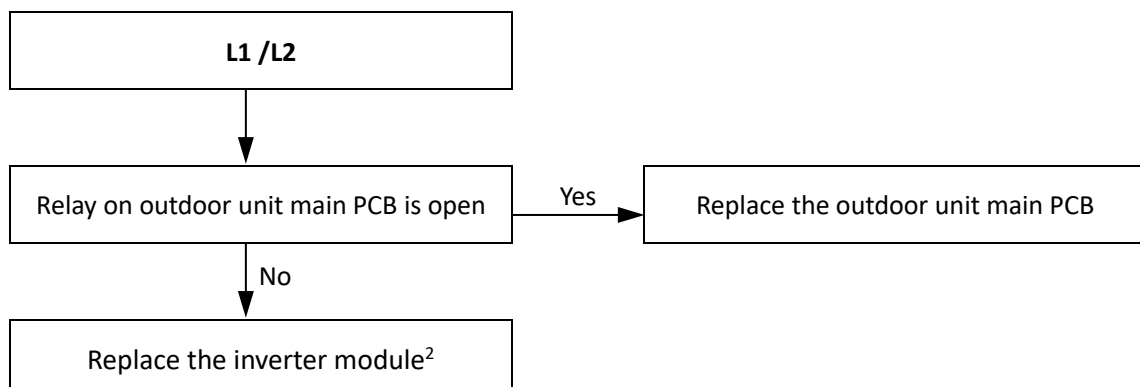 L1 /L2
Relay on outdoor unit main PCB is open
Yes
Replace the outdoor unit main PCB
No
Replace the inverter module²